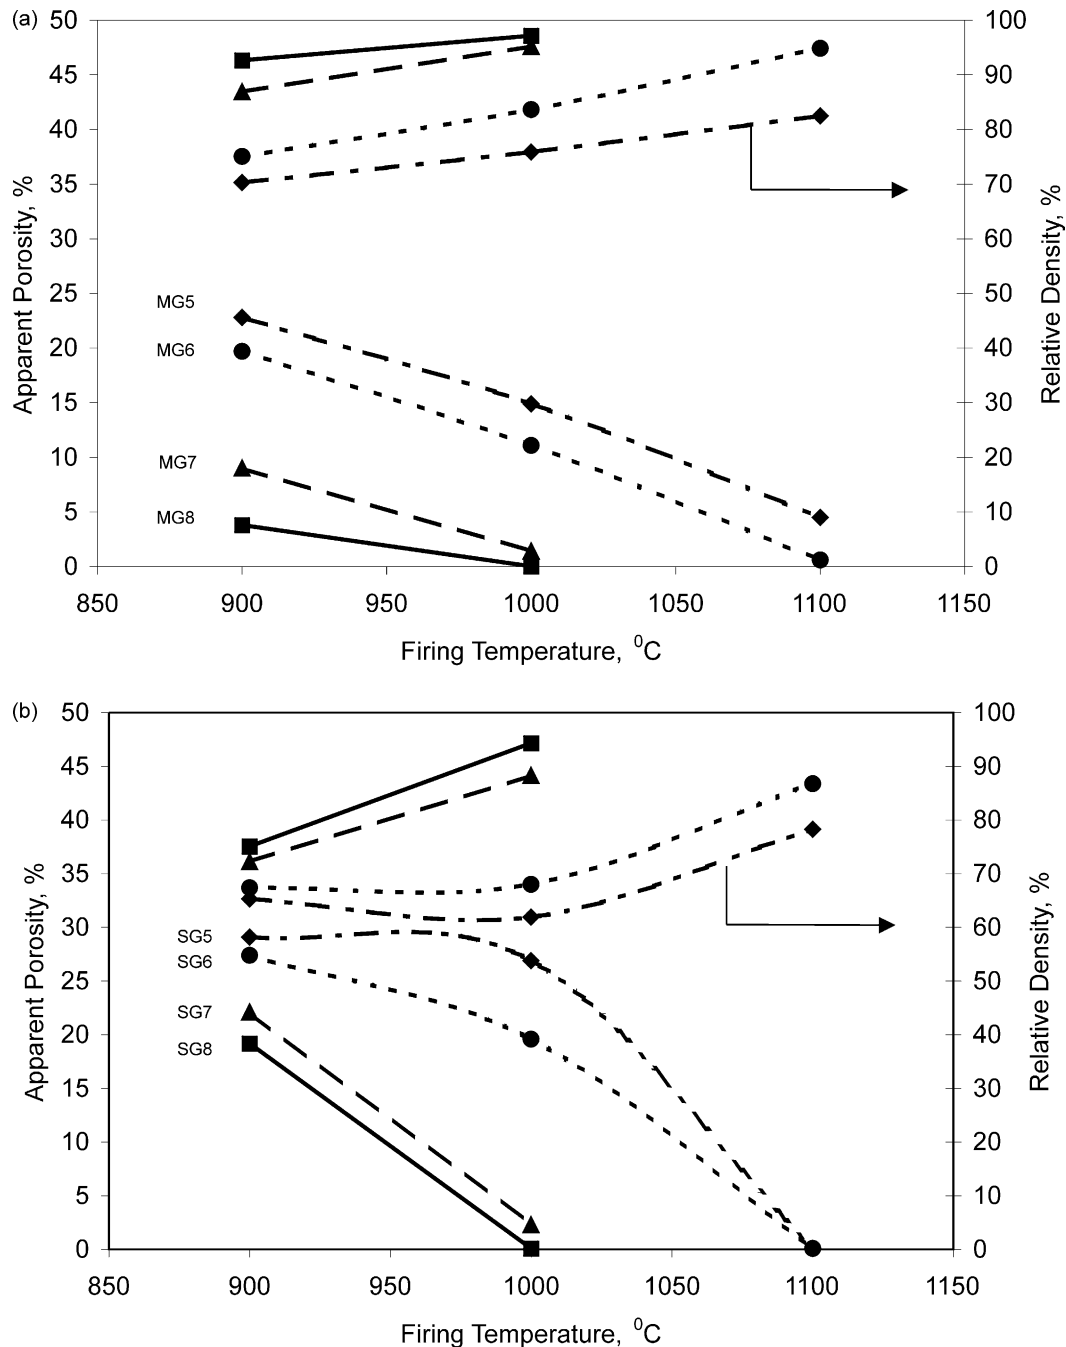 (a)
50
45
40
35
30
25
20
15
10
5
0
Apparent Porosity, %
100
90
80
70
60
50
40
30
20
10
0
Relative Density, %
MG5
MG6
MG7
MG8
850 900 950 1000 1050 1100 1150
Firing Temperature, ⁰C
(b)
50
45
40
35
30
25
20
15
10
5
0
Apparent Porosity, %
100
90
80
70
60
50
40
30
20
10
0
Relative Density, %
SG5
SG6
SG7
SG8
850 900 950 1000 1050 1100 1150
Firing Temperature, ⁰C